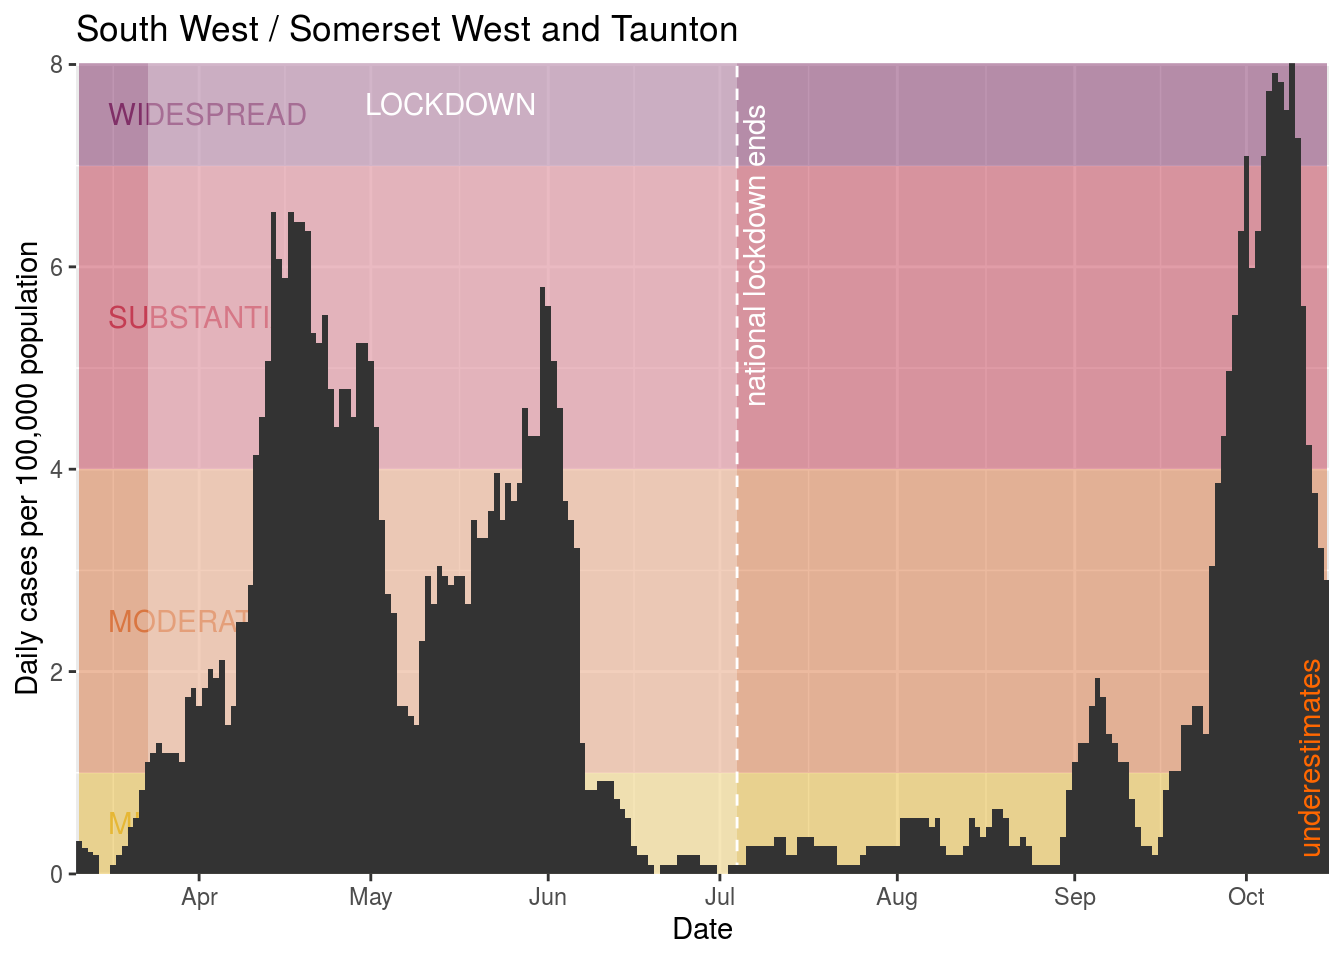 South West / Somerset West and Taunton
Daily cases per 100,000 population
8
6
4
2
0
WIDESPREAD
LOCKDOWN
SUBSTANTI
MODERAT
M
national lockdown ends
underestimates
Apr
May
Jun
Jul
Aug
Sep
Oct
Date